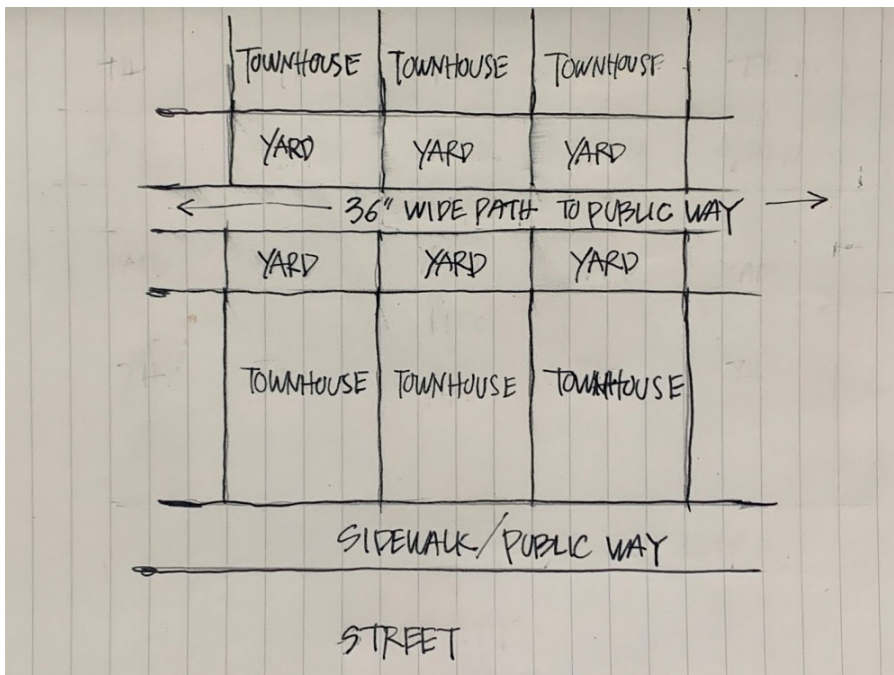 TOWNHOUSE TOWNHOUSE TOWNHOUSE
YARD YARD YARD
36" WIDE PATH TO PUBLIC WAY
YARD YARD YARD
TOWNHOUSE TOWNHOUSE TOWNHOUSE
SIDEWALK/PUBLIC WAY
STREET